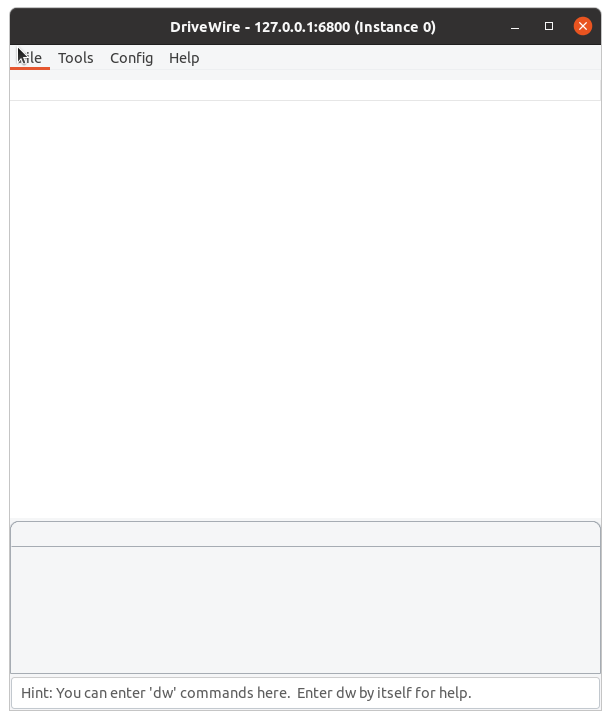 DriveWire - 127.0.0.1:6800 (Instance 0)
File Tools Config Help
Hint: You can enter 'dw' commands here.  Enter dw by itself for help.